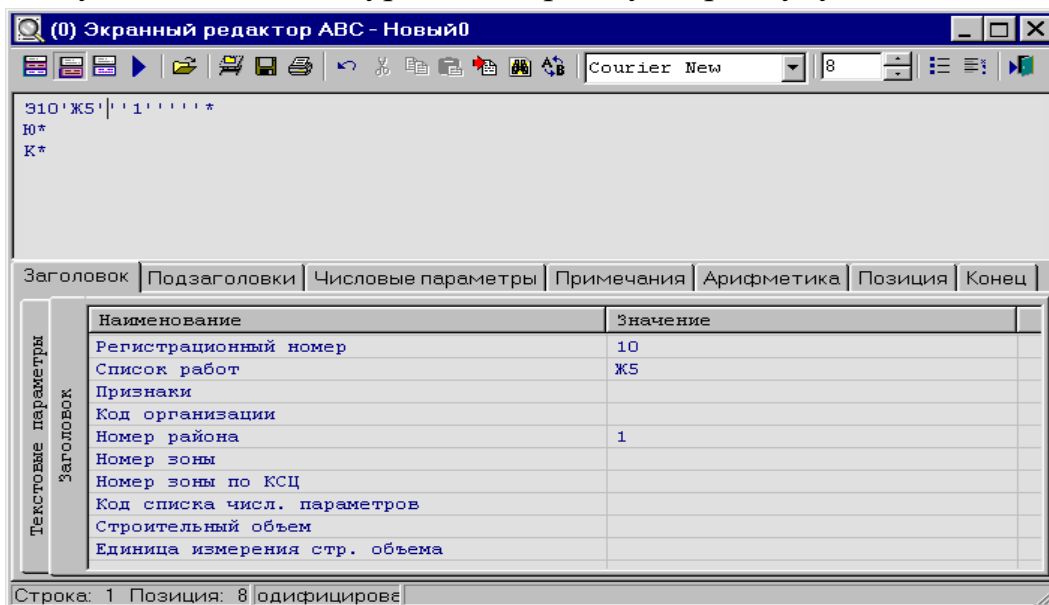 (0) Экранный редактор АВС - Новый0
Courier New 8
Э10'Ж5'''1'''''*
Ю*
К*
Заголовок Подзаголовки Числовые параметры Примечания Арифметика Позиция Конец
Текстовые параметры
Заголовок
Наименование Значение
Регистрационный номер 10
Список работ Ж5
Признаки
Код организации
Номер района 1
Номер зоны
Номер зоны по КСЦ
Код списка числ. параметров
Строительный объем
Единица измерения стр. объема
Строка: 1 Позиция: 8 одифицирова